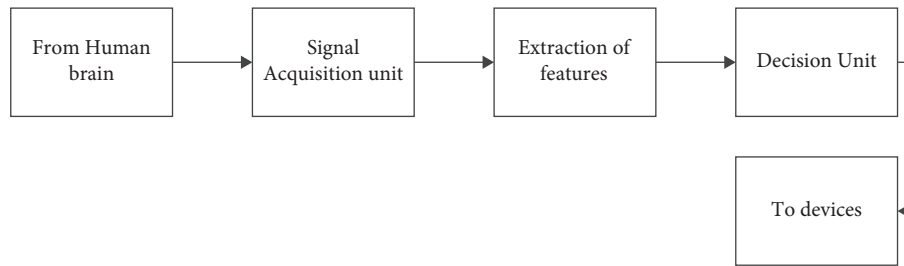 From Human
brain
Signal
Acquisition unit
Extraction of
features
Decision Unit
To devices